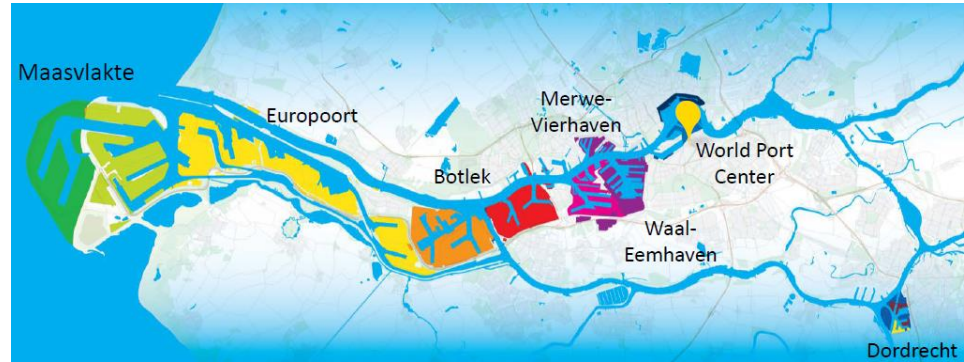 Maasvlakte
Europoort
Botlek
Merwe-
Vierhaven
World Port
Center
Waal-
Eemhaven
Dordrecht